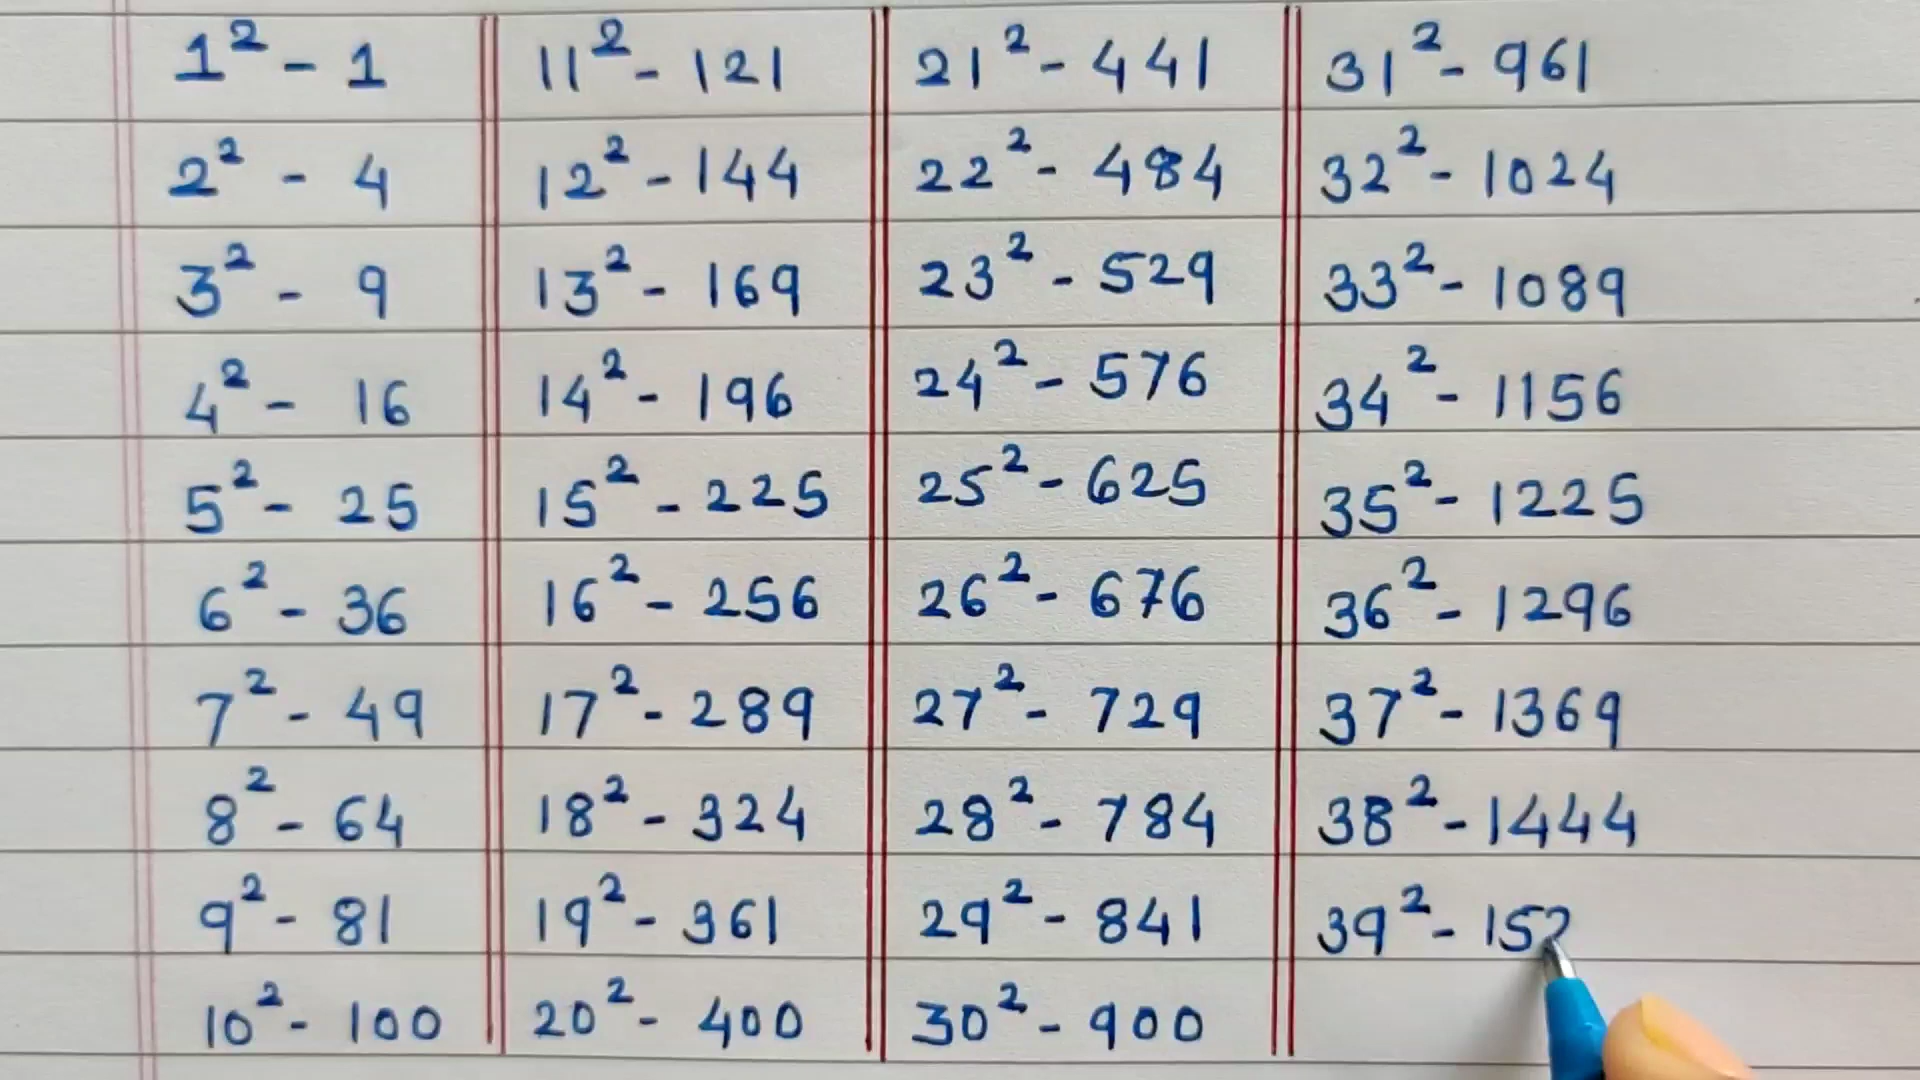 1² - 1
2² - 4
3² - 9
4² - 16
5² - 25
6² - 36
7² - 49
8² - 64
9² - 81
10² - 100
11² - 121
12² - 144
13² - 169
14² - 196
15² - 225
16² - 256
17² - 289
18² - 324
19² - 361
20² - 400
21² - 441
22² - 484
23² - 529
24² - 576
25² - 625
26² - 676
27² - 729
28² - 784
29² - 841
30² - 900
31² - 961
32² - 1024
33² - 1089
34² - 1156
35² - 1225
36² - 1296
37² - 1369
38² - 1444
39² - 152